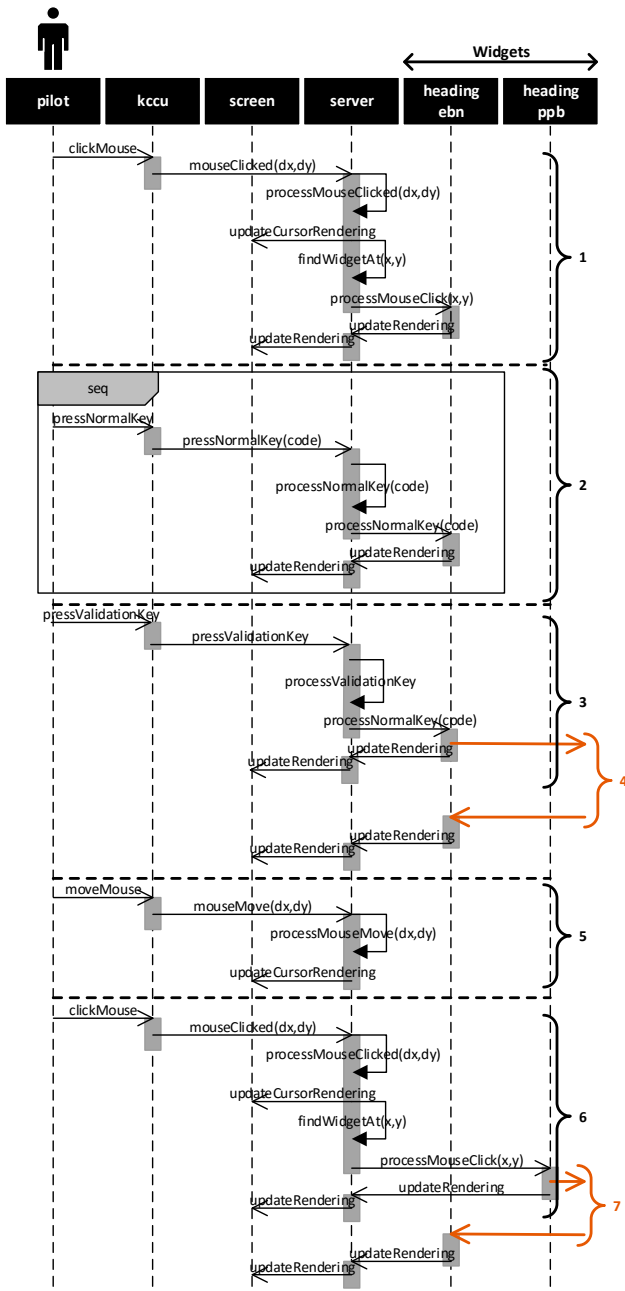 Widgets
pilot
kccu
screen
server
heading
ebn
heading
ppb
clickMouse
mouseClicked(dx,dy)
processMouseClicked(dx,dy)
updateCursorRendering
findWidgetAt(x,y)
1
processMouseClick(x,y)
updateRendering
updateRendering
seq
pressNormalKey
pressNormalKey(code)
processNormalKey(code)
2
processNormalKey(code)
updateRendering
updateRendering
pressValidationKey
pressValidationKey
processValidationKey
3
processNormalKey(code)
updateRendering
updateRendering
4
updateRendering
updateRendering
moveMouse
mouseMove(dx,dy)
processMouseMove(dx,dy)
5
updateCursorRendering
clickMouse
mouseClicked(dx,dy)
processMouseClicked(dx,dy)
updateCursorRendering
6
findWidgetAt(x,y)
processMouseClick(x,y)
updateRendering
7
updateRendering
updateRendering
updateRendering